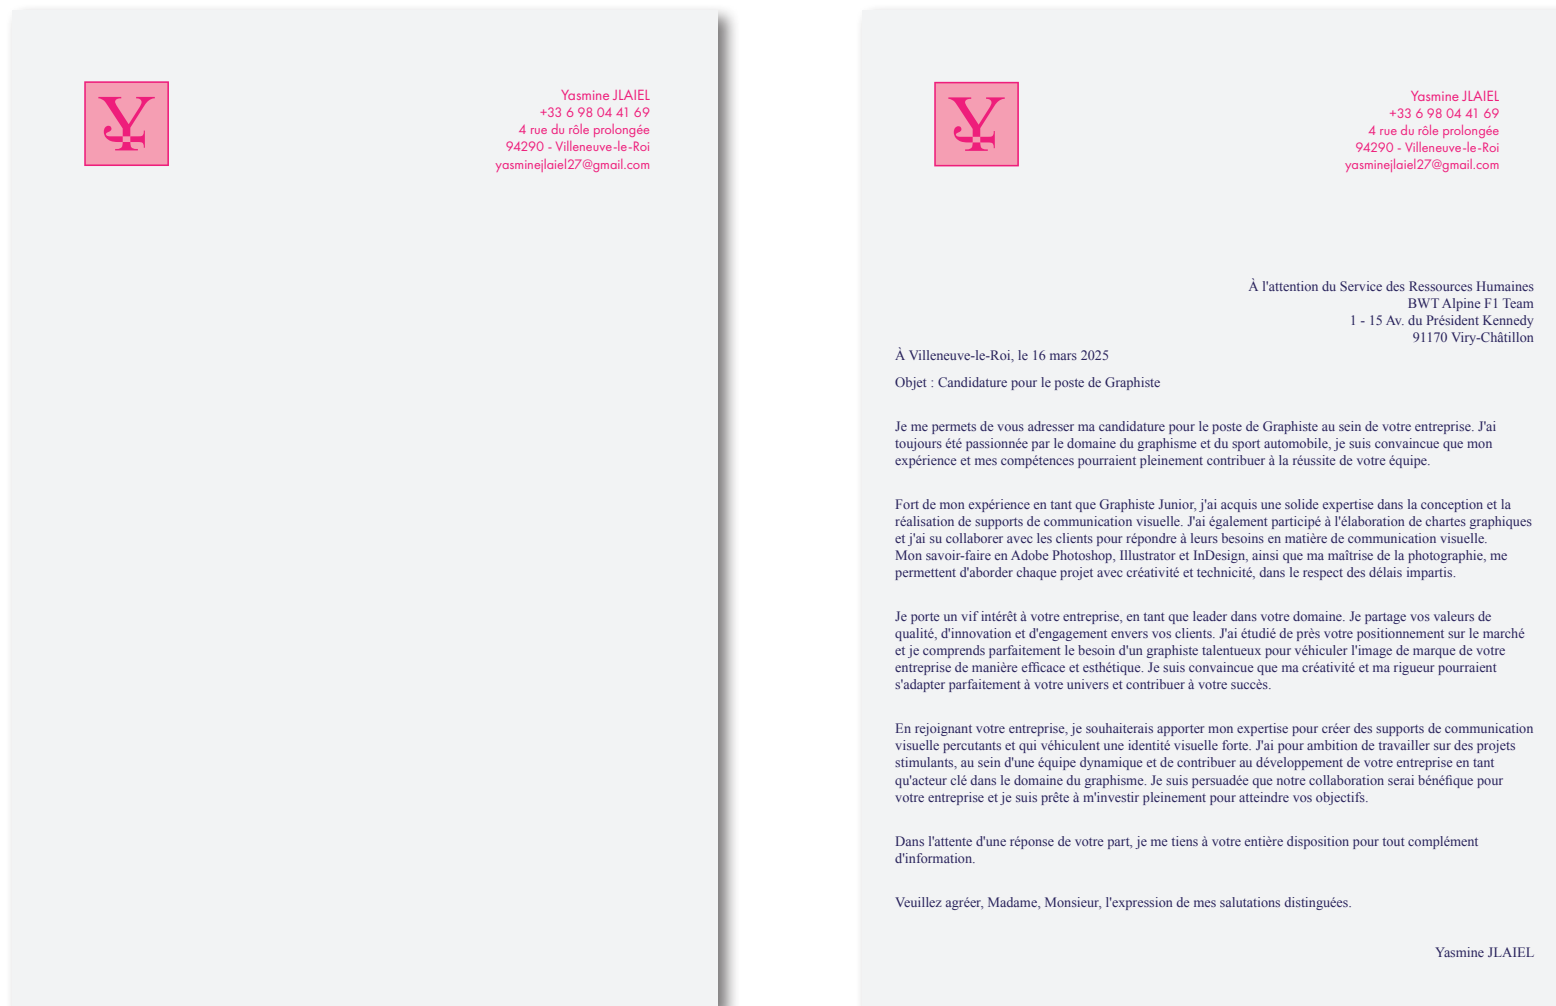 Y
Yasmine JLAIEL
+33 6 98 04 41 69
4 rue du rôle prolongée
94290 - Villeneuve-le-Roi
yasminejlaiel27@gmail.com
Y
Yasmine JLAIEL
+33 6 98 04 41 69
4 rue du rôle prolongée
94290 - Villeneuve-le-Roi
yasminejlaiel27@gmail.com
À l'attention du Service des Ressources Humaines
BWT Alpine F1 Team
1 - 15 Av. du Président Kennedy
91170 Viry-Châtillon
À Villeneuve-le-Roi, le 16 mars 2025
Objet : Candidature pour le poste de Graphiste
Je me permets de vous adresser ma candidature pour le poste de Graphiste au sein de votre entreprise. J'ai
toujours été passionnée par le domaine du graphisme et du sport automobile, je suis convaincue que mon
expérience et mes compétences pourraient pleinement contribuer à la réussite de votre équipe.
Fort de mon expérience en tant que Graphiste Junior, j'ai acquis une solide expertise dans la conception et la
réalisation de supports de communication visuelle. J'ai également participé à l'élaboration de chartes graphiques
et j'ai su collaborer avec les clients pour répondre à leurs besoins en matière de communication visuelle.
Mon savoir-faire en Adobe Photoshop, Illustrator et InDesign, ainsi que ma maîtrise de la photographie, me
permettent d'aborder chaque projet avec créativité et technicité, dans le respect des délais impartis.
Je porte un vif intérêt à votre entreprise, en tant que leader dans votre domaine. Je partage vos valeurs de
qualité, d'innovation et d'engagement envers vos clients. J'ai étudié de près votre positionnement sur le marché
et je comprends parfaitement le besoin d'un graphiste talentueux pour véhiculer l'image de marque de votre
entreprise de manière efficace et esthétique. Je suis convaincue que ma créativité et ma rigueur pourraient
s'adapter parfaitement à votre univers et contribuer à votre succès.
En rejoignant votre entreprise, je souhaiterais apporter mon expertise pour créer des supports de communication
visuelle percutants et qui véhiculent une identité visuelle forte. J'ai pour ambition de travailler sur des projets
stimulants, au sein d'une équipe dynamique et de contribuer au développement de votre entreprise en tant
qu'acteur clé dans le domaine du graphisme. Je suis persuadée que notre collaboration serai bénéfique pour
votre entreprise et je suis prête à m'investir pleinement pour atteindre vos objectifs.
Dans l'attente d'une réponse de votre part, je me tiens à votre entière disposition pour tout complément
d'information.
Veuillez agréer, Madame, Monsieur, l'expression de mes salutations distinguées.
Yasmine JLAIEL